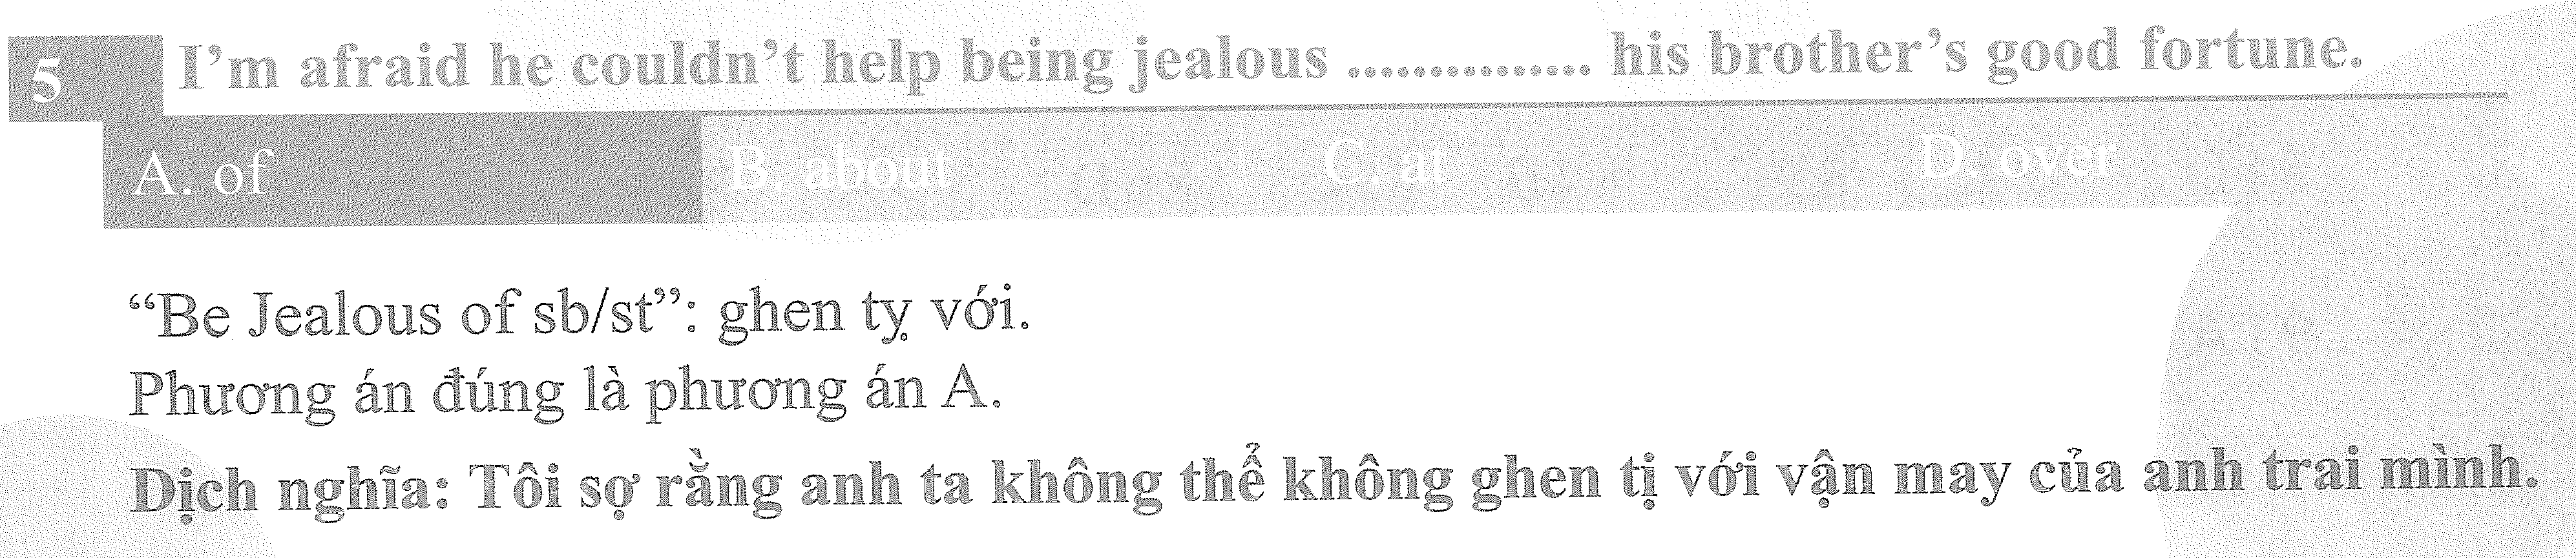 5 I'm afraid he couldn't help being jealous ............... his brother's good fortune.
A. of B. about C. at D. over
“Be Jealous of sb/st”: ghen tỵ với.
Phương án đúng là phương án A.
Dịch nghĩa: Tôi sợ rằng anh ta không thể không ghen tị với vận may của anh trai mình.